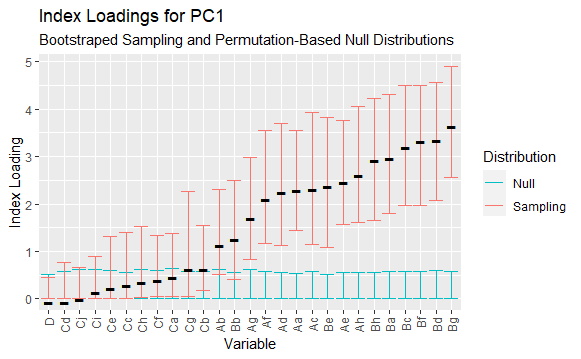 Index Loadings for PC1
Bootstraped Sampling and Permutation-Based Null Distributions
5
4
3
2
1
0
Index Loading
D Cd Cj Ci Ce Cc Ch Cf Ca Cg Cb Ab Bb Ag Af Ad Aa Ac Be Ae Ah Bh Ba Bc Bf Bd Bg
Variable
Distribution
Null
Sampling